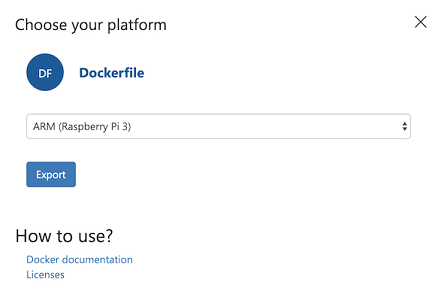 Choose your platform
DF
Dockerfile
ARM (Raspberry Pi 3)
Export
How to use?
Docker documentation
Licenses